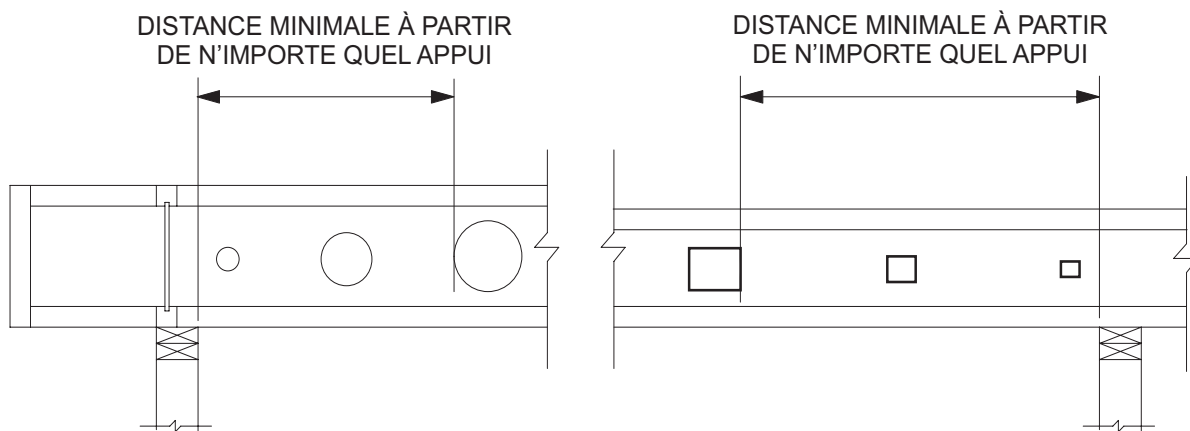 DISTANCE MINIMALE À PARTIR
DE N'IMPORTE QUEL APPUI
DISTANCE MINIMALE À PARTIR
DE N'IMPORTE QUEL APPUI